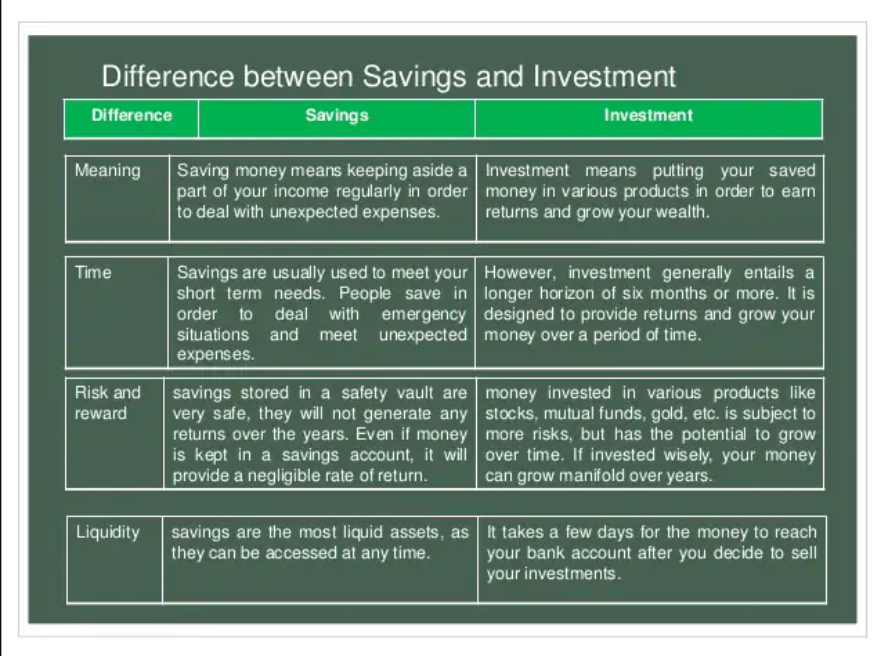 Difference between Savings and Investment
Difference Savings Investment
Meaning
Saving money means keeping aside a
part of your income regularly in order
to deal with unexpected expenses.
Investment means putting your saved
money in various products in order to earn
returns and grow your wealth.
Time
Savings are usually used to meet your
short term needs. People save in
order to deal with emergency
situations and meet unexpected
expenses.
However, investment generally entails a
longer horizon of six months or more. It is
designed to provide returns and grow your
money over a period of time.
Risk and
reward
savings stored in a safety vault are
very safe, they will not generate any
returns over the years. Even if money
is kept in a savings account, it will
provide a negligible rate of return.
money invested in various products like
stocks, mutual funds, gold, etc. is subject to
more risks, but has the potential to grow
over time. If invested wisely, your money
can grow manifold over years.
Liquidity
savings are the most liquid assets, as
they can be accessed at any time.
It takes a few days for the money to reach
your bank account after you decide to sell
your investments.